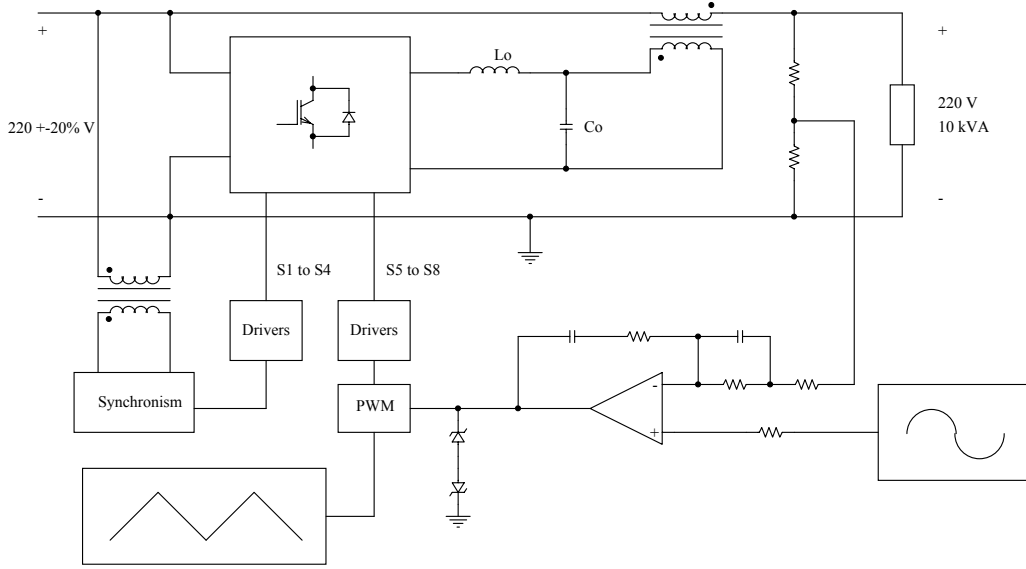 +
Lo
+
220 +-20% V
Co
220 V
10 kVA
-
-
S1 to S4
S5 to S8
Drivers
Drivers
Synchronism
PWM
-
+